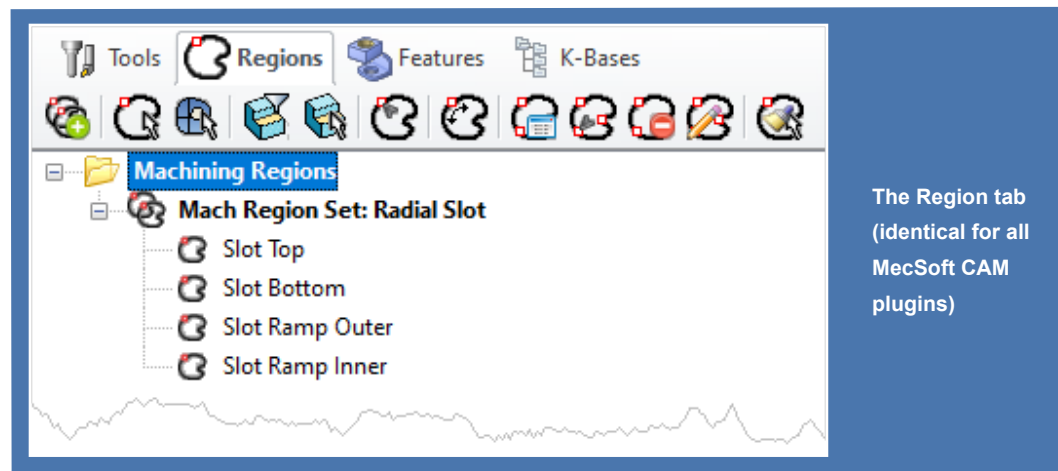 Tools Regions Features K-Bases
Machining Regions
Mach Region Set: Radial Slot
Slot Top
Slot Bottom
Slot Ramp Outer
Slot Ramp Inner
The Region tab
(identical for all
MecSoft CAM
plugins)